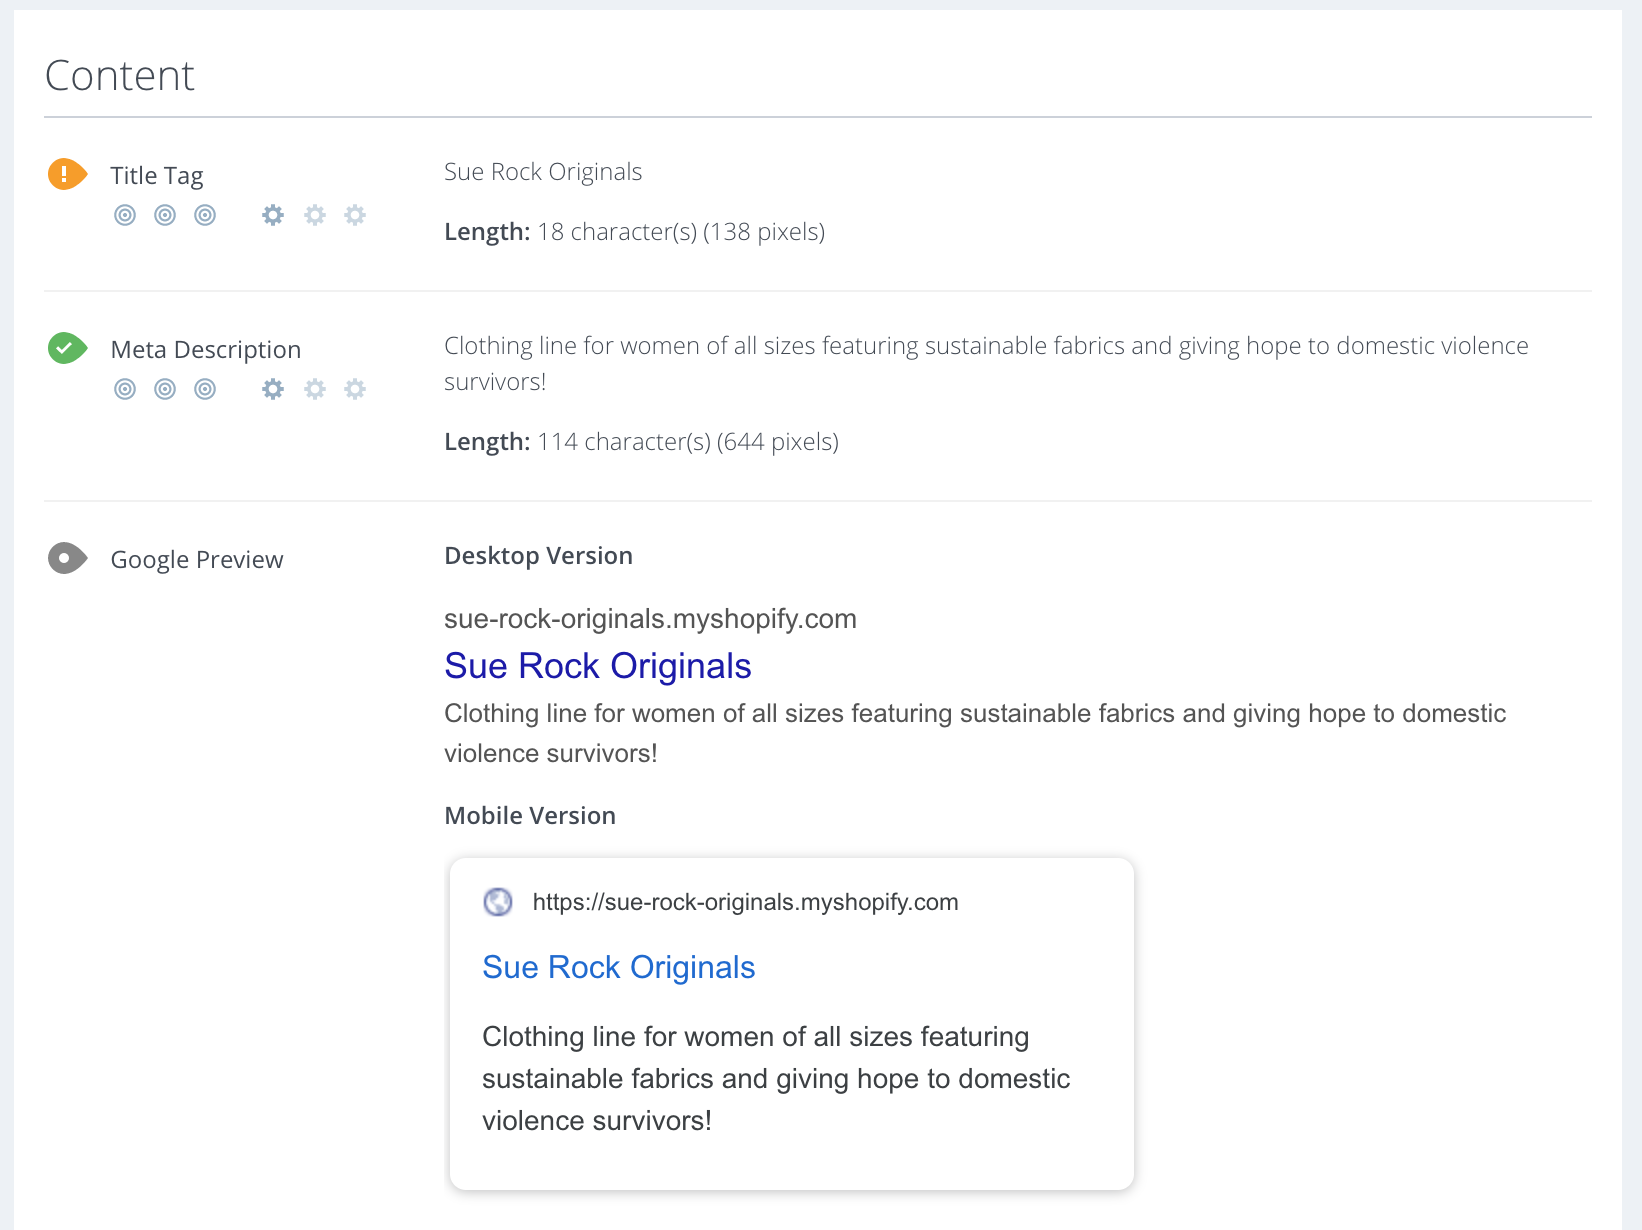 Content
Title Tag
Sue Rock Originals
Length: 18 character(s) (138 pixels)
Meta Description
Clothing line for women of all sizes featuring sustainable fabrics and giving hope to domestic violence
survivors!
Length: 114 character(s) (644 pixels)
Google Preview
Desktop Version
sue-rock-originals.myshopify.com
Sue Rock Originals
Clothing line for women of all sizes featuring sustainable fabrics and giving hope to domestic
violence survivors!
Mobile Version
https://sue-rock-originals.myshopify.com
Sue Rock Originals
Clothing line for women of all sizes featuring
sustainable fabrics and giving hope to domestic
violence survivors!